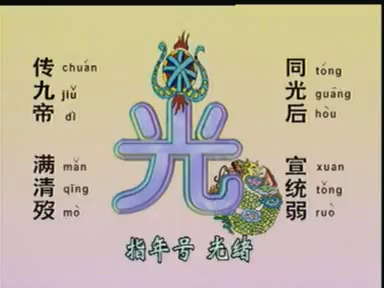 传 chuán
九 jiǔ
帝 dì
满 mǎn
清 qīng
殁 mò
光
同 tóng
光 guāng
后 hòu
宣 xuan
统 tǒng
弱 ruò
指年号 光绪